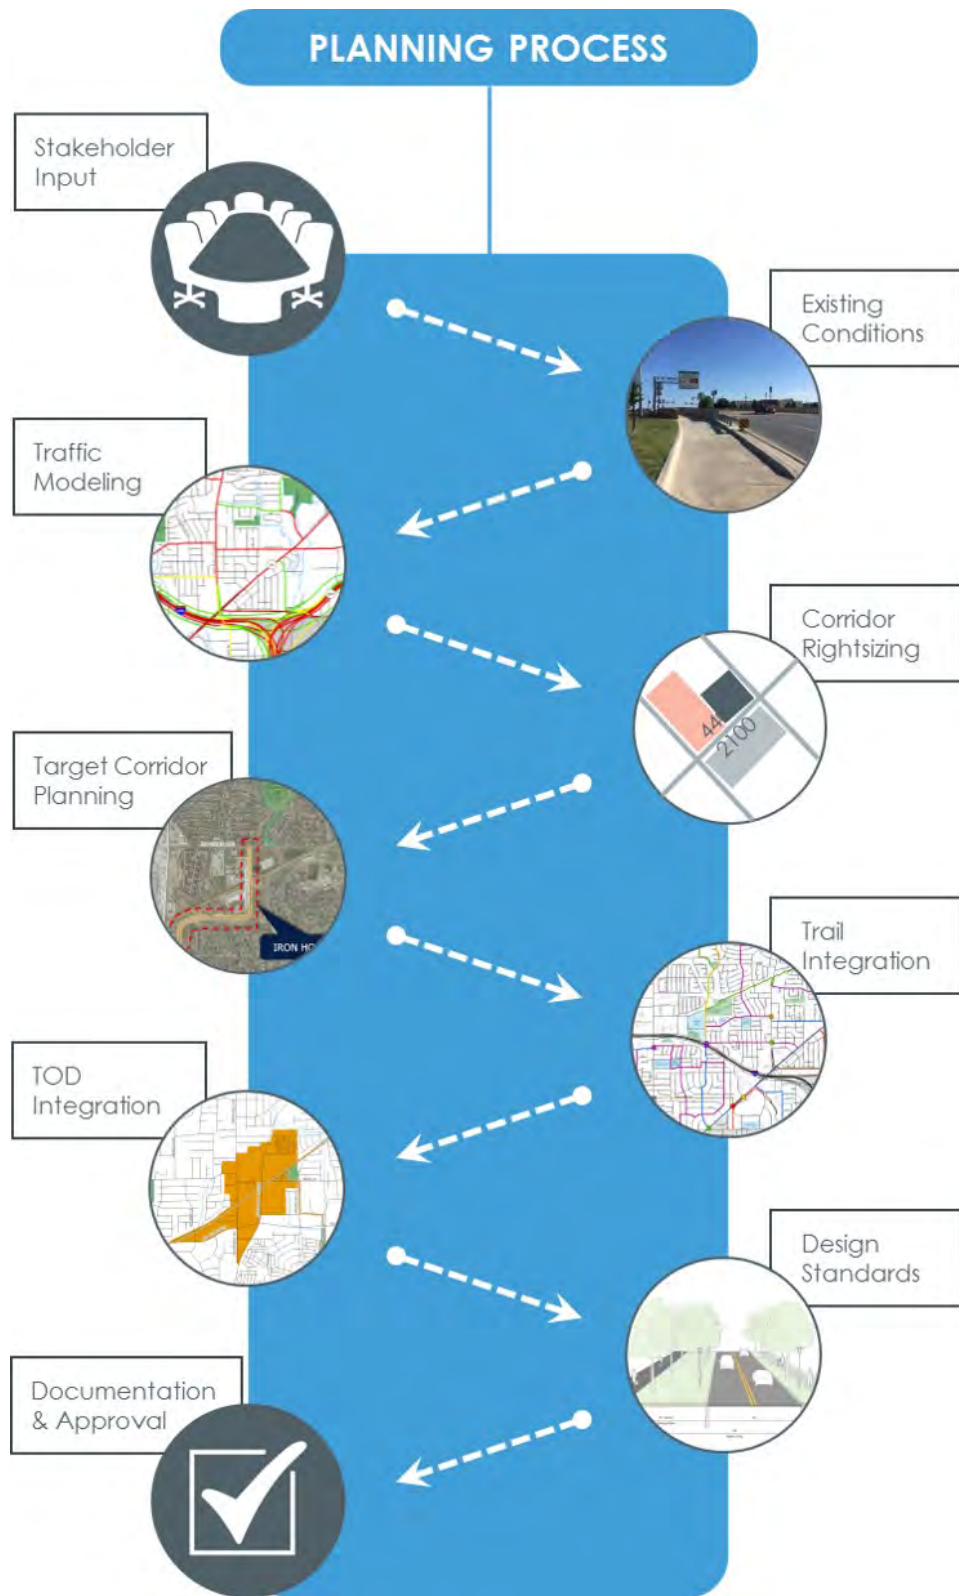 PLANNING PROCESS
Stakeholder
Input
Existing
Conditions
Traffic
Modeling
Corridor
Rightsizing
44
2100
Target Corridor
Planning
IRON HO
Trail
Integration
TOD
Integration
Design
Standards
Documentation
& Approval